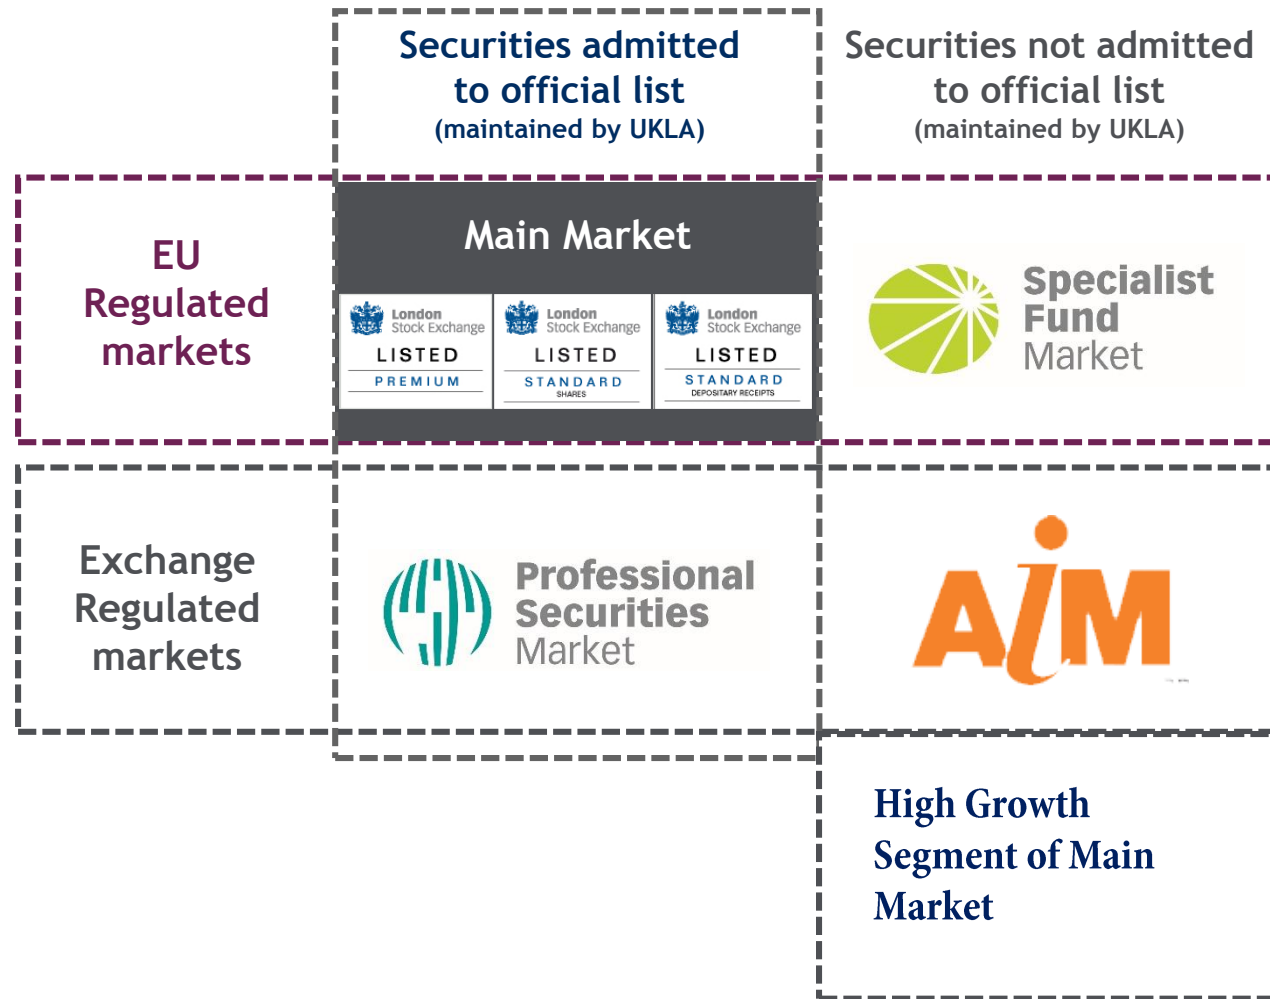 Securities admitted
to official list
(maintained by UKLA)
Securities not admitted
to official list
(maintained by UKLA)
EU
Regulated
markets
Main Market
London
Stock Exchange
LISTED
PREMIUM
London
Stock Exchange
LISTED
STANDARD
SHARES
London
Stock Exchange
LISTED
STANDARD
DEPOSITARY RECEIPTS
Specialist
Fund
Market
Exchange
Regulated
markets
Professional
Securities
Market
AiM
High Growth
Segment of Main
Market